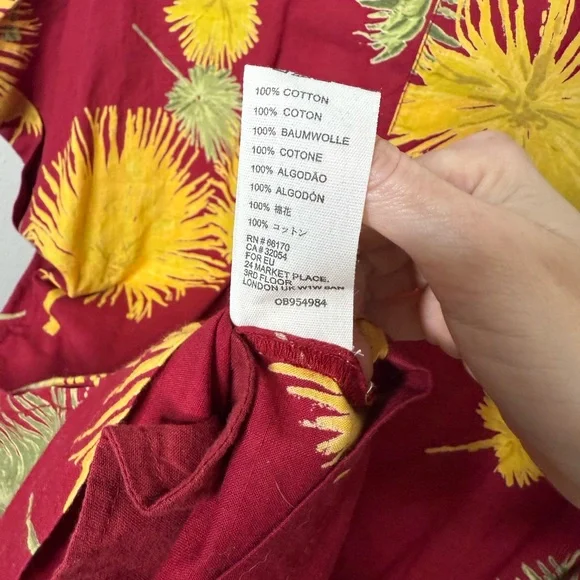 100% COTTON
100% COTON
100% BAUMWOLLE
100% COTONE
100% ALGODÃO
100% ALGODÓN
100% 棉花
100% コットン
RN # 66170
CA # 32054
FOR EU
24 MARKET PLACE.
3RD FLOOR
LONDON UK W1W 8AN
OB954984